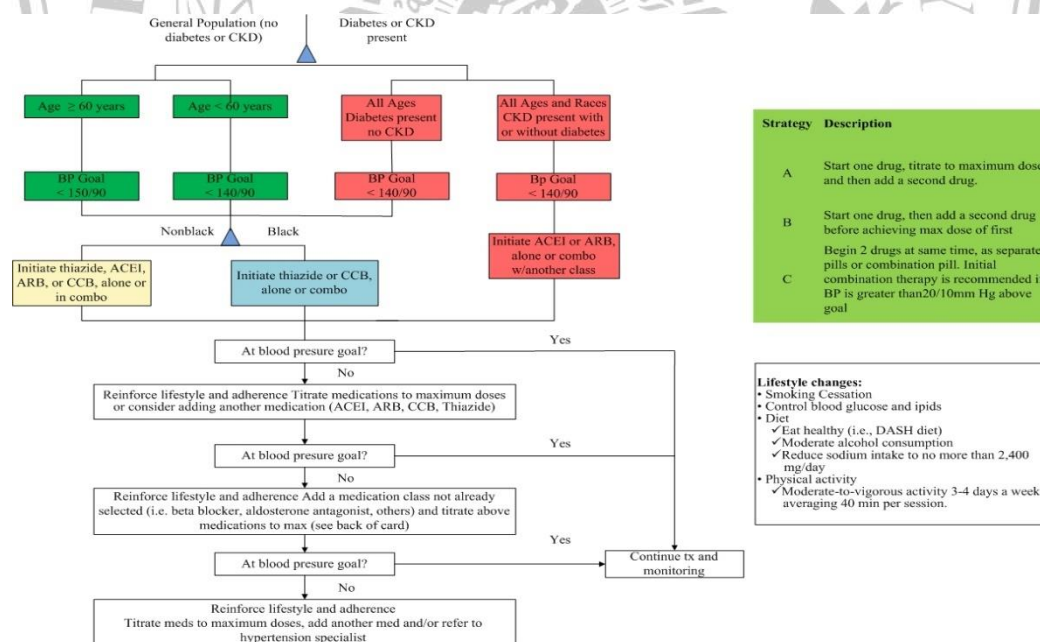 General Population (no
diabetes or CKD)
Diabetes or CKD
present
Age ≥ 60 years
Age < 60 years
All Ages
Diabetes present
no CKD
All Ages and Races
CKD present with
or without diabetes
BP Goal
< 150/90
BP Goal
< 140/90
BP Goal
< 140/90
Bp Goal
< 140/90
Nonblack
Black
Initiate thiazide, ACEI,
ARB, or CCB, alone or
in combo
Initiate thiazide or CCB,
alone or combo
Initiate ACEI or ARB,
alone or combo
w/another class
At blood presure goal?
Yes
No
Reinforce lifestyle and adherence Titrate medications to maximum doses
or consider adding another medication (ACEI, ARB, CCB, Thiazide)
At blood presure goal?
Yes
No
Reinforce lifestyle and adherence Add a medication class not already
selected (i.e. beta blocker, aldosterone antagonist, others) and titrate above
medications to max (see back of card)
At blood presure goal?
Yes
Continue tx and
monitoring
No
Reinforce lifestyle and adherence
Titrate meds to maximum doses, add another med and/or refer to
hypertension specialist
Strategy Description
A
Start one drug, titrate to maximum dose
and then add a second drug.
B
Start one drug, then add a second drug
before achieving max dose of first
C
Begin 2 drugs at same time, as separate
pills or combination pill. Initial
combination therapy is recommended i
BP is greater than20/10mm Hg above
goal
Lifestyle changes:
• Smoking Cessation
• Control blood glucose and ipids
• Diet
✓Eat healthy (i.e., DASH diet)
✓Moderate alcohol consumption
✓Reduce sodium intake to no more than 2,400
mg/day
• Physical activity
✓Moderate-to-vigorous activity 3-4 days a week
averaging 40 min per session.